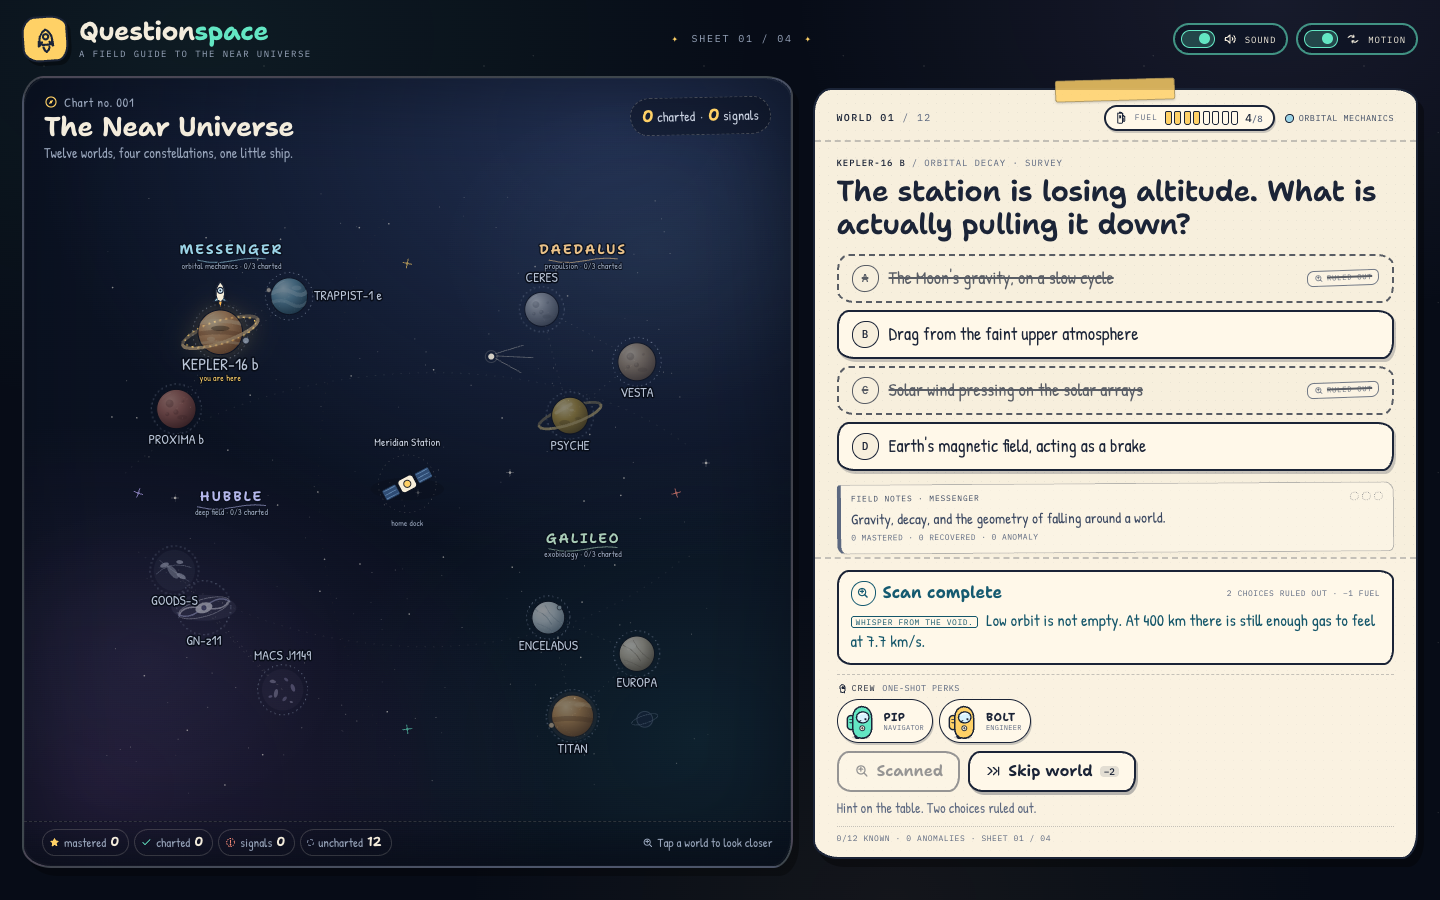 Questionspace
A FIELD GUIDE TO THE NEAR UNIVERSE
SHEET 01 / 04
SOUND
MOTION
Chart no. 001
The Near Universe
Twelve worlds, four constellations, one little ship.
0 charted · 0 signals
MESSENGER
orbital mechanics · 0/3 charted
TRAPPIST-1 e
KEPLER-16 b
you are here
PROXIMA b
DAEDALUS
propulsion · 0/3 charted
CERES
VESTA
PSYCHE
Meridian Station
home dock
HUBBLE
deep field · 0/3 charted
GOODS-S
GN-z11
MACS J1149
GALILEO
exobiology · 0/3 charted
ENCELADUS
EUROPA
TITAN
mastered 0
charted 0
signals 0
uncharted 12
Tap a world to look closer
WORLD 01 / 12
FUEL 4/8
ORBITAL MECHANICS
KEPLER-16 B / ORBITAL DECAY · SURVEY
The station is losing altitude. What is
actually pulling it down?
A The Moon's gravity, on a slow cycle RULED OUT
B Drag from the faint upper atmosphere
C Solar wind pressing on the solar arrays RULED OUT
D Earth's magnetic field, acting as a brake
FIELD NOTES · MESSENGER
Gravity, decay, and the geometry of falling around a world.
0 MASTERED · 0 RECOVERED · 0 ANOMALY
Scan complete
2 CHOICES RULED OUT · −1 FUEL
WHISPER FROM THE VOID. Low orbit is not empty. At 400 km there is still enough gas to feel
at 7.7 km/s.
CREW ONE-SHOT PERKS
PIP
NAVIGATOR
BOLT
ENGINEER
Scanned
Skip world −2
Hint on the table. Two choices ruled out.
0/12 KNOWN · 0 ANOMALIES · SHEET 01 / 04